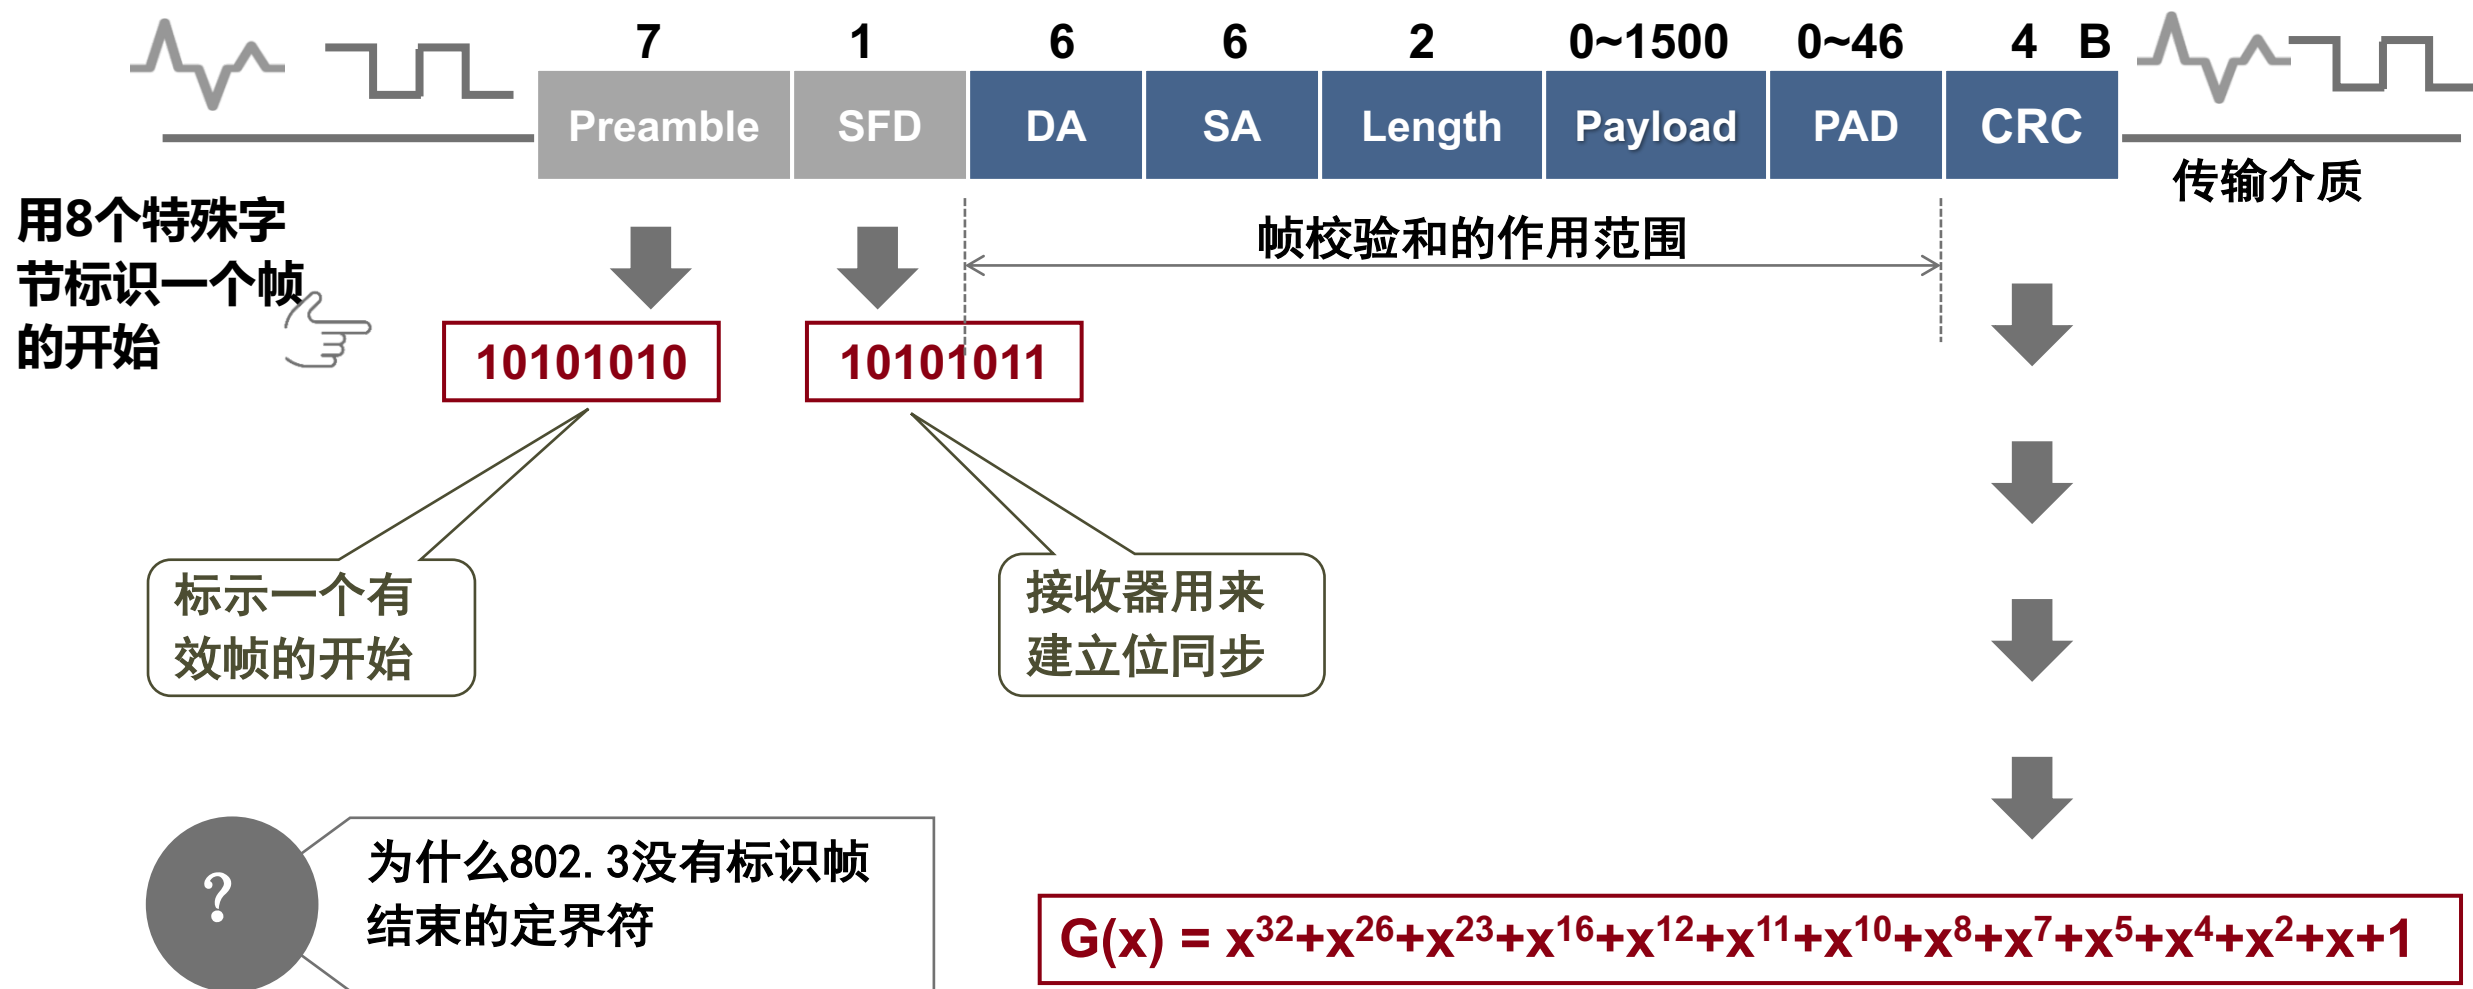 7 1 6 6 2 0~1500 0~46 4 B
Preamble SFD DA SA Length Payload PAD CRC
传输介质
用8个特殊字
节标识一个帧
的开始
帧校验和的作用范围
10101010 10101011
标示一个有
效帧的开始
接收器用来
建立位同步
?
为什么802.3没有标识帧
结束的定界符
G(x) = x³²+x²⁶+x²³+x¹⁶+x¹²+x¹¹+x¹⁰+x⁸+x⁷+x⁵+x⁴+x²+x+1